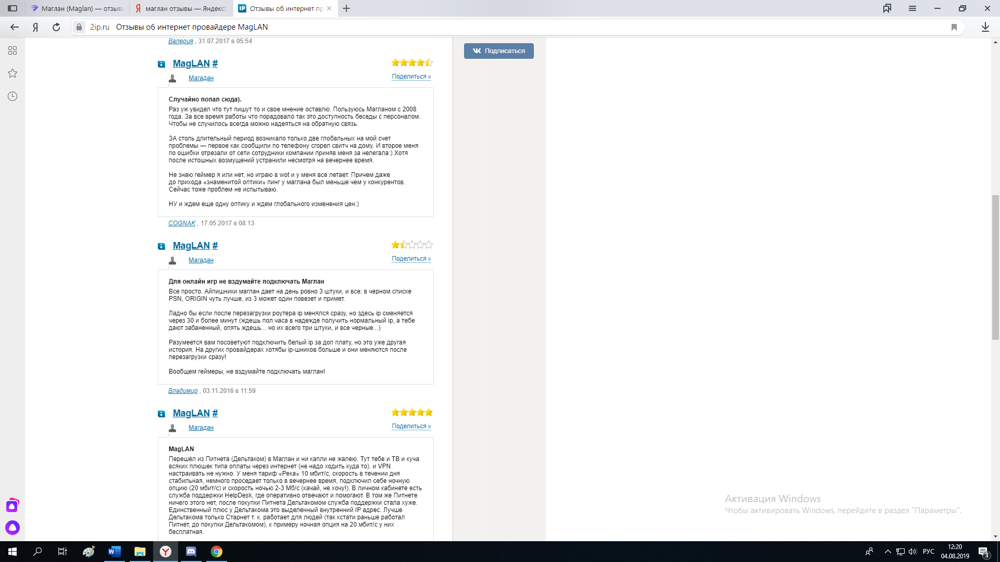 Маглан (Maglan) — отзывы
маглан отзывы — Яндекс
Отзывы об интернет пр
2ip.ru Отзывы об интернет провайдере MagLAN
Валерия , 31.07.2017 в 05:54
Подписаться
MagLAN #
Магадан
Поделиться
Случайно попал сюда).
Раз уж увидел что тут пишут то и свое мнение оставлю. Пользуюсь Магланом с 2008
года. За все время работы что порадовало так это доступность беседы с персоналом.
Чтобы не случилось всегда можно надеяться на обратную связь.
ЗА столь длительный период возникало только две глобальных на мой счет
проблемы — первое как сообщили по телефону сгорел свитч на дому. И второе меня
по ошибки отрезали от сети сотрудники компании приняв меня за нелегала:) Хотя
после истошных возмущений устранили несмотря на вечернее время.
Не знаю геймер я или нет, но играю в wot и у меня все летает. Причем даже
до прихода «знаменитой оптики» пинг у маглана был меньше чем у конкурентов.
Сейчас тоже проблем не испытываю.
НУ и ждем еще одну оптику и ждем глобального изменения цен:)
COGNAK , 17.05.2017 в 08:13
MagLAN #
Магадан
Поделиться
Для онлайн игр не вздумайте подключать Маглан
Все просто. Айпишники маглан дает на день ровно 3 штуки, и все: в черном списке
PSN, ORIGIN чуть лучше, из 3 может один повезет и примет.
Ладно бы если после перезагрузки роутера ip менялся сразу, но здесь ip сменяется
через 30 и более минут (ждешь пол часа в надежде получить нормальный ip, а тебе
дают забаненный, опять ждешь... но их всего три штуки, и все черные...)
Разумеется вам посоветуют подключить белый ip за доп плату, но это уже другая
история. На других провайдерах хотябы ip-шников больше и они меняются после
перезагрузки сразу!
Вообщем геймеры, не вздумайте подключать маглан!
Владимир , 03.11.2016 в 11:59
MagLAN #
Магадан
Поделиться
MagLAN
Перешёл из Питнета (Дельтаком) в Маглан и ни капли не жалею. Тут тебе и ТВ и куча
всяких плюшек типа оплаты через интернет (не надо ходить куда то). и VPN
настраивать не нужно. У меня тариф «Река» 10 мбит/с, скорость в течении дня
стабильная, немного проседает только в вечернее время, подключил себе ночную
опцию (20 мбит/с) и скорость ночью 2-3 Мб/с (качай, не хочу!). В личном кабинете есть
служба поддержки HelpDesk, где оперативно отвечают и помогают. В том же Питнете
ничего этого нет, после покупки Питнета Дельтакомом служба поддержки стала хуже.
Единственный плюс у Дельтакома это выделенный внутренний IP адрес. Лучше
Дельтакома только Старнет т. к. работает для людей (так кстати раньше работал
Питнет, до покупки Дельтакомом), к примеру ночная опция на 20 мбит/с у них
бесплатная.
Активация Windows
Чтобы активировать Windows, перейдите в раздел "Параметры".
РУС
12:20
04.08.2019
3